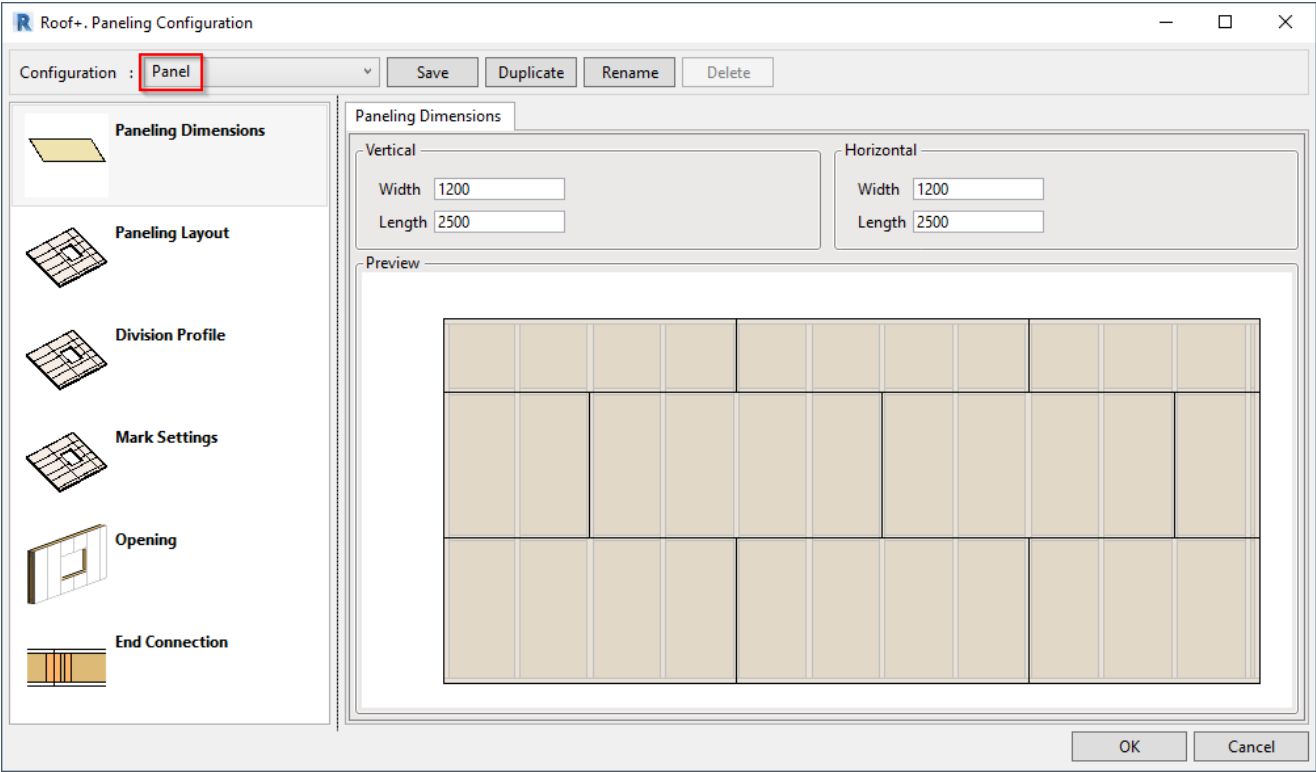 Roof+. Paneling Configuration
Configuration : Panel Save Duplicate Rename Delete
Paneling Dimensions
Paneling Layout
Division Profile
Mark Settings
Opening
End Connection
Paneling Dimensions
Vertical
Width 1200
Length 2500
Horizontal
Width 1200
Length 2500
Preview
OK Cancel